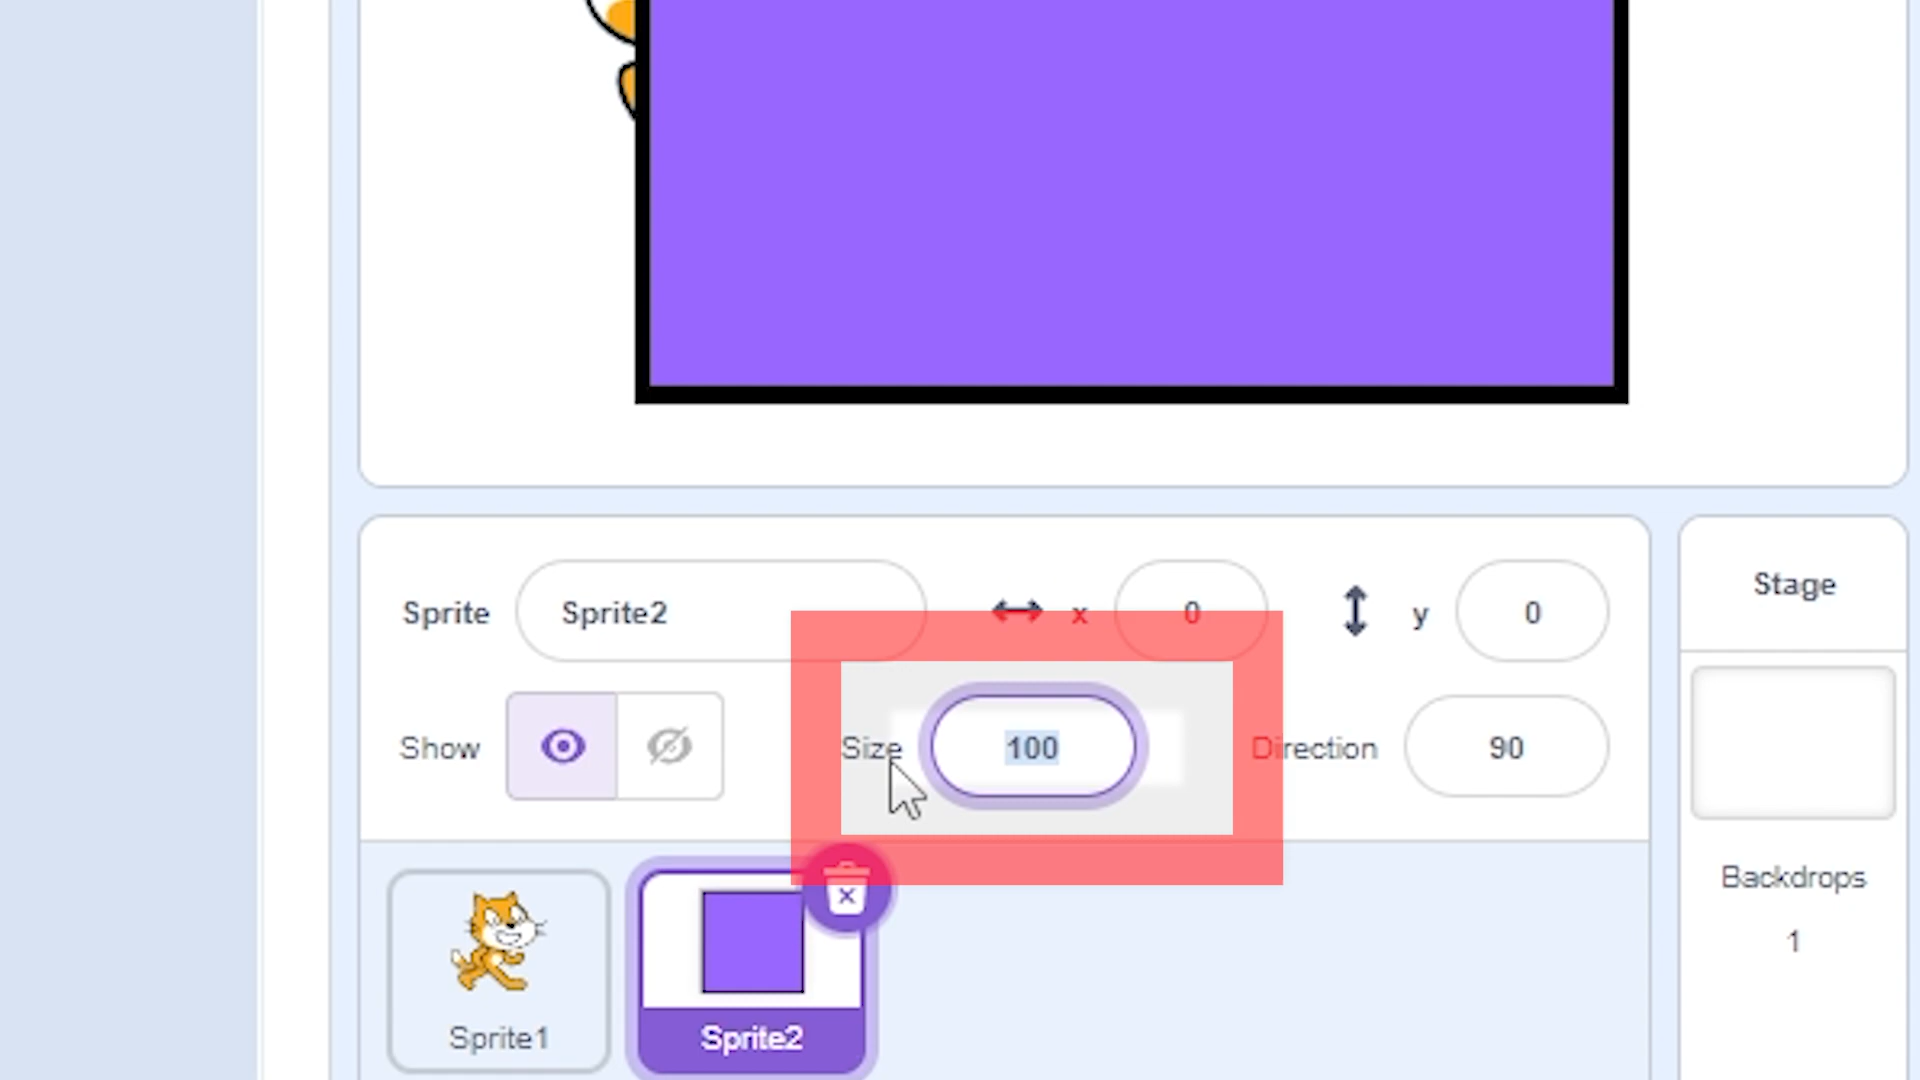 Sprite Sprite2 x 0 y 0
Show Size 100 Direction 90
Sprite1
Sprite2
Stage
Backdrops
1